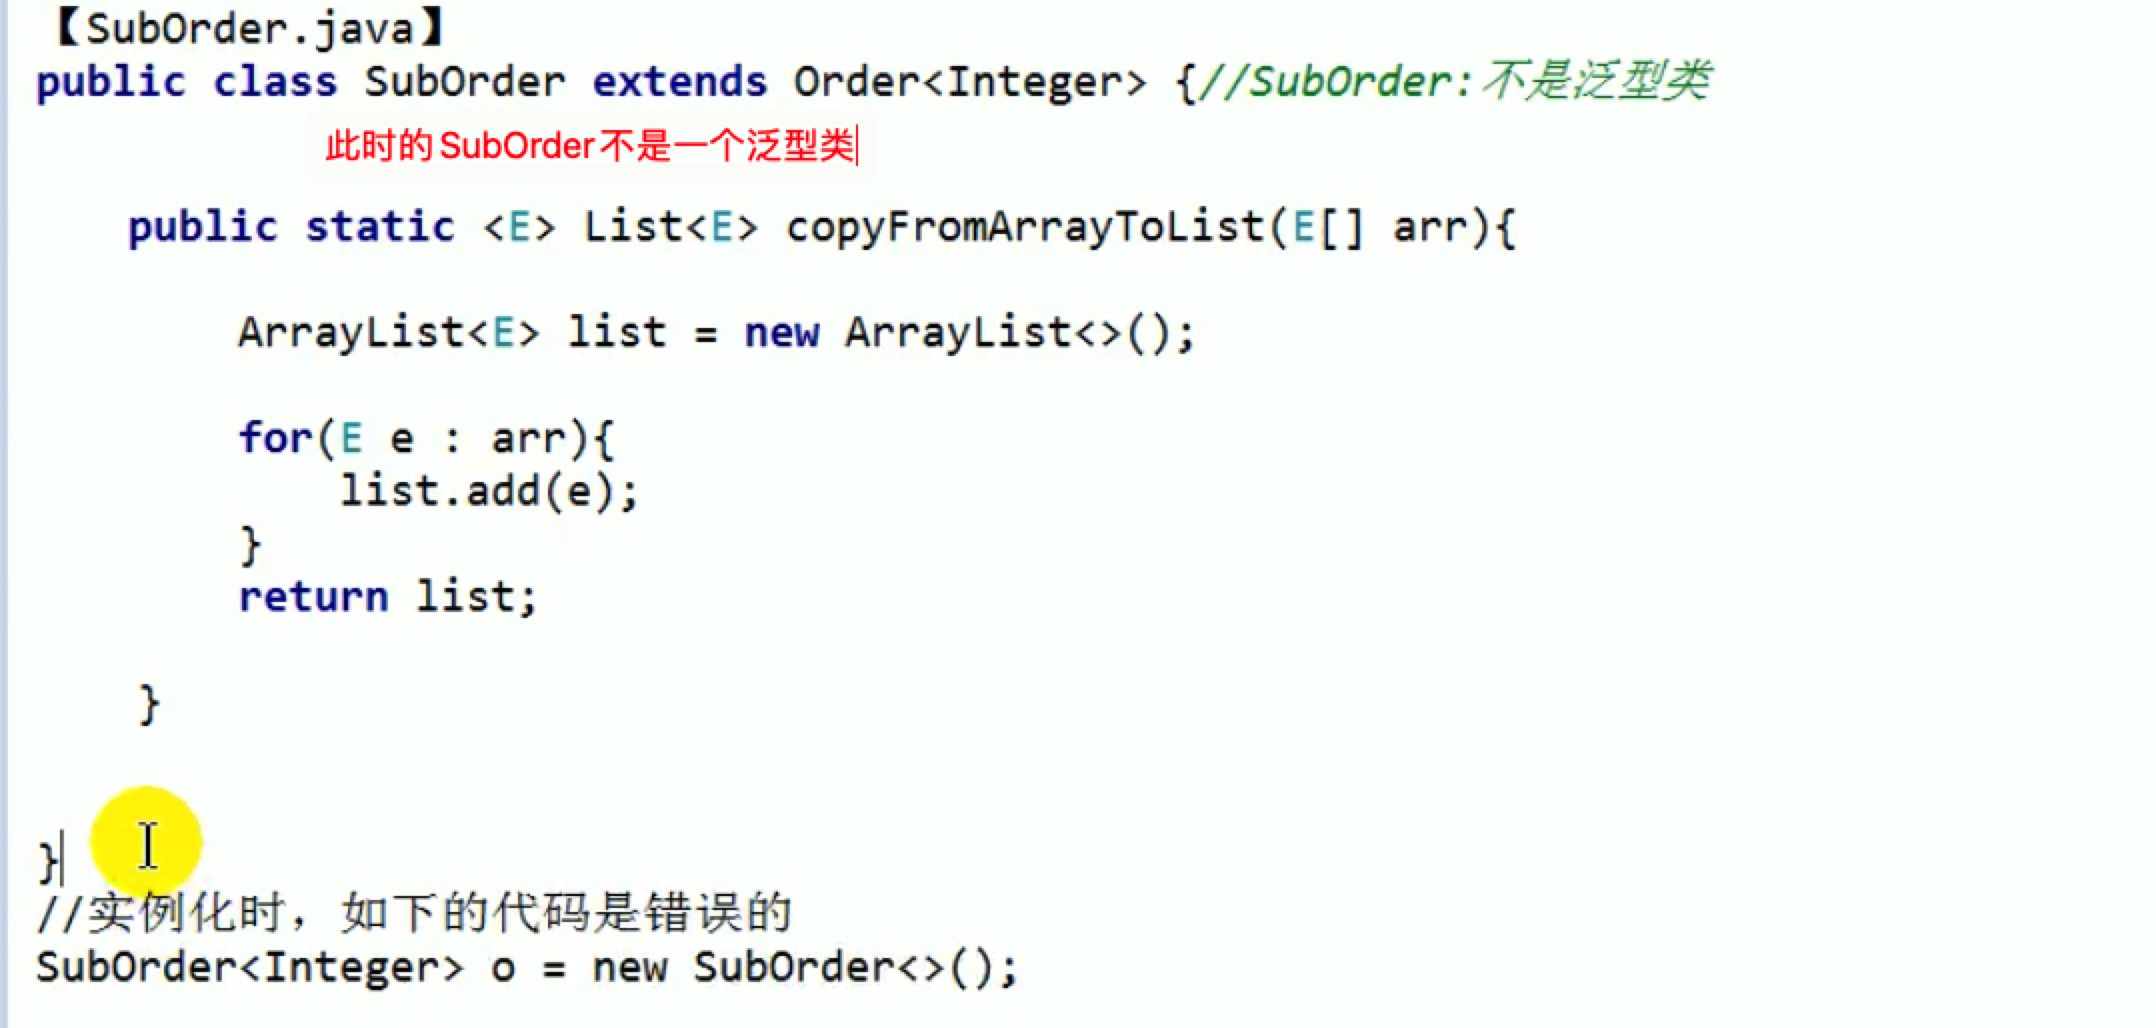 【SubOrder.java】
public class SubOrder extends Order<Integer> {//SubOrder:不是泛型类
此时的SubOrder不是一个泛型类
public static <E> List<E> copyFromArrayToList(E[] arr){
ArrayList<E> list = new ArrayList<>();
for(E e : arr){
list.add(e);
}
return list;
}
}
//实例化时，如下的代码是错误的
SubOrder<Integer> o = new SubOrder<>();